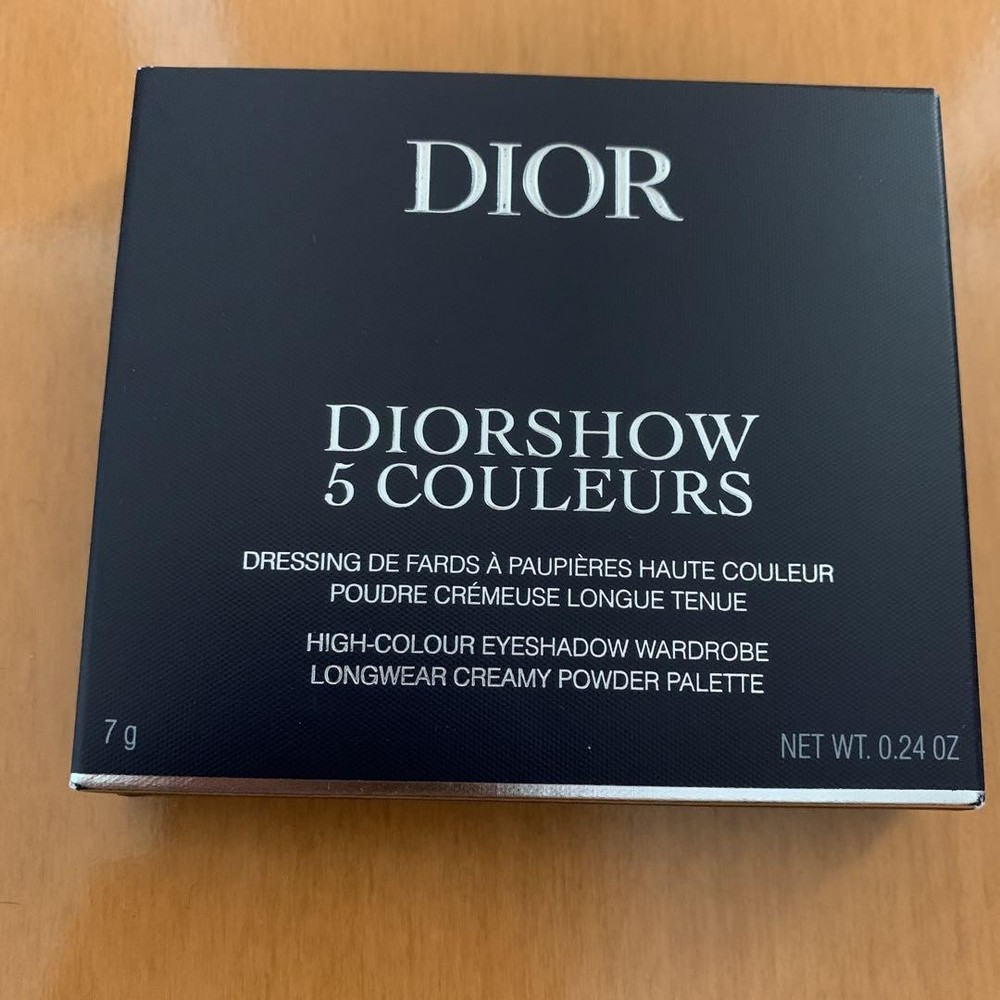 DIOR
DIORSHOW
5 COULEURS
DRESSING DE FARDS À PAUPIÈRES HAUTE COULEUR
POUDRE CRÉMEUSE LONGUE TENUE
HIGH-COLOUR EYESHADOW WARDROBE
LONGWEAR CREAMY POWDER PALETTE
7 g
NET WT. 0.24 OZ